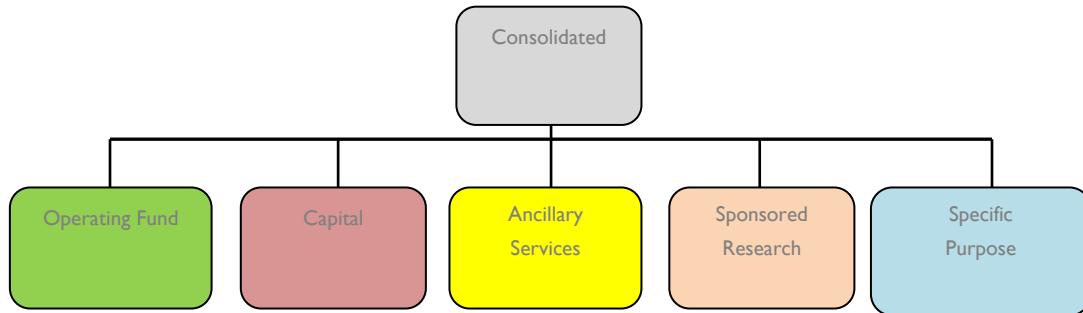 Consolidated
Operating Fund
Capital
Ancillary
Services
Sponsored
Research
Specific
Purpose